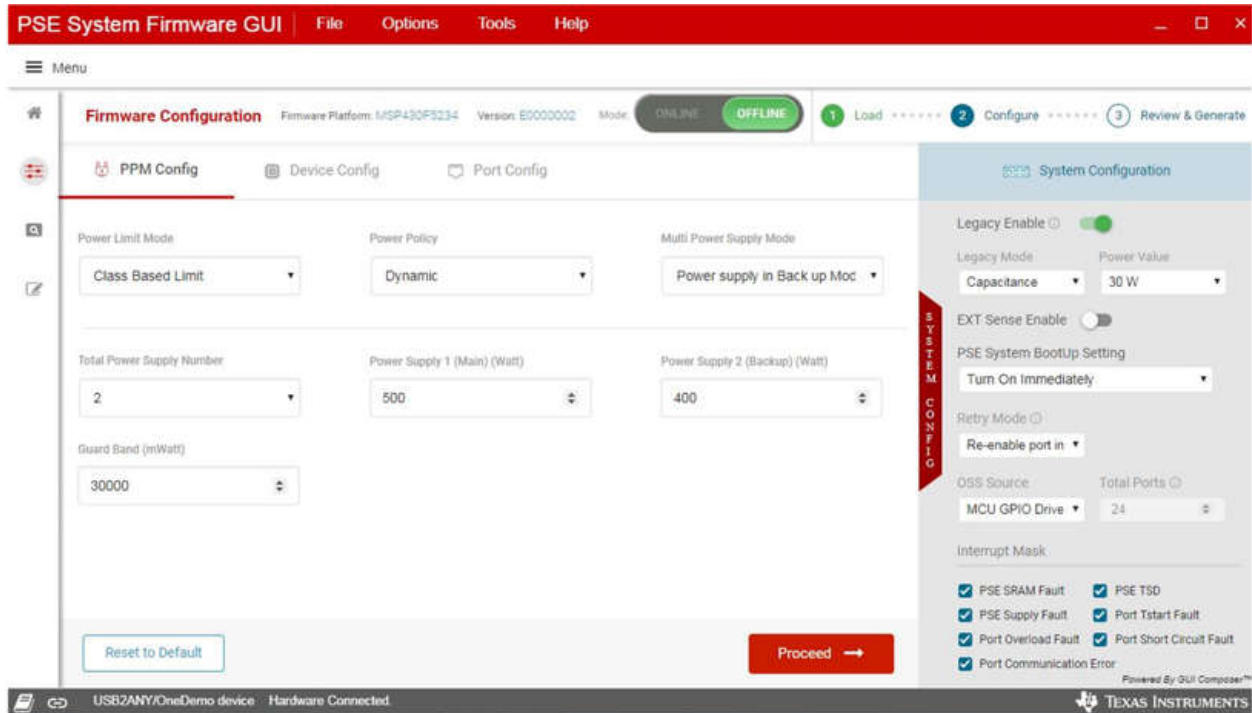 PSE System Firmware GUI File Options Tools Help
Menu
Firmware Configuration Firmware Platform: MSP430F5234 Version: E0000002 Mode: ONLINE OFFLINE 1 Load 2 Configure 3 Review & Generate
PPM Config Device Config Port Config
System Configuration
Power Limit Mode Power Policy Multi Power Supply Mode
Class Based Limit Dynamic Power supply in Back up Moc
Total Power Supply Number Power Supply 1 (Main) (Watt) Power Supply 2 (Backup) (Watt)
2 500 400
Guard Band (mWatt)
30000
Reset to Default Proceed
SYSTEM CONFIG
Legacy Enable
Legacy Mode Power Value
Capacitance 30 W
EXT Sense Enable
PSE System BootUp Setting
Turn On Immediately
Retry Mode
Re-enable port in
OSS Source Total Ports
MCU GPIO Drive 24
Interrupt Mask
PSE SRAM Fault PSE TSD
PSE Supply Fault Port Tstart Fault
Port Overload Fault Port Short Circuit Fault
Port Communication Error
Powered By GUI Composer™
USB2ANY/OneDemo device Hardware Connected. TEXAS INSTRUMENTS